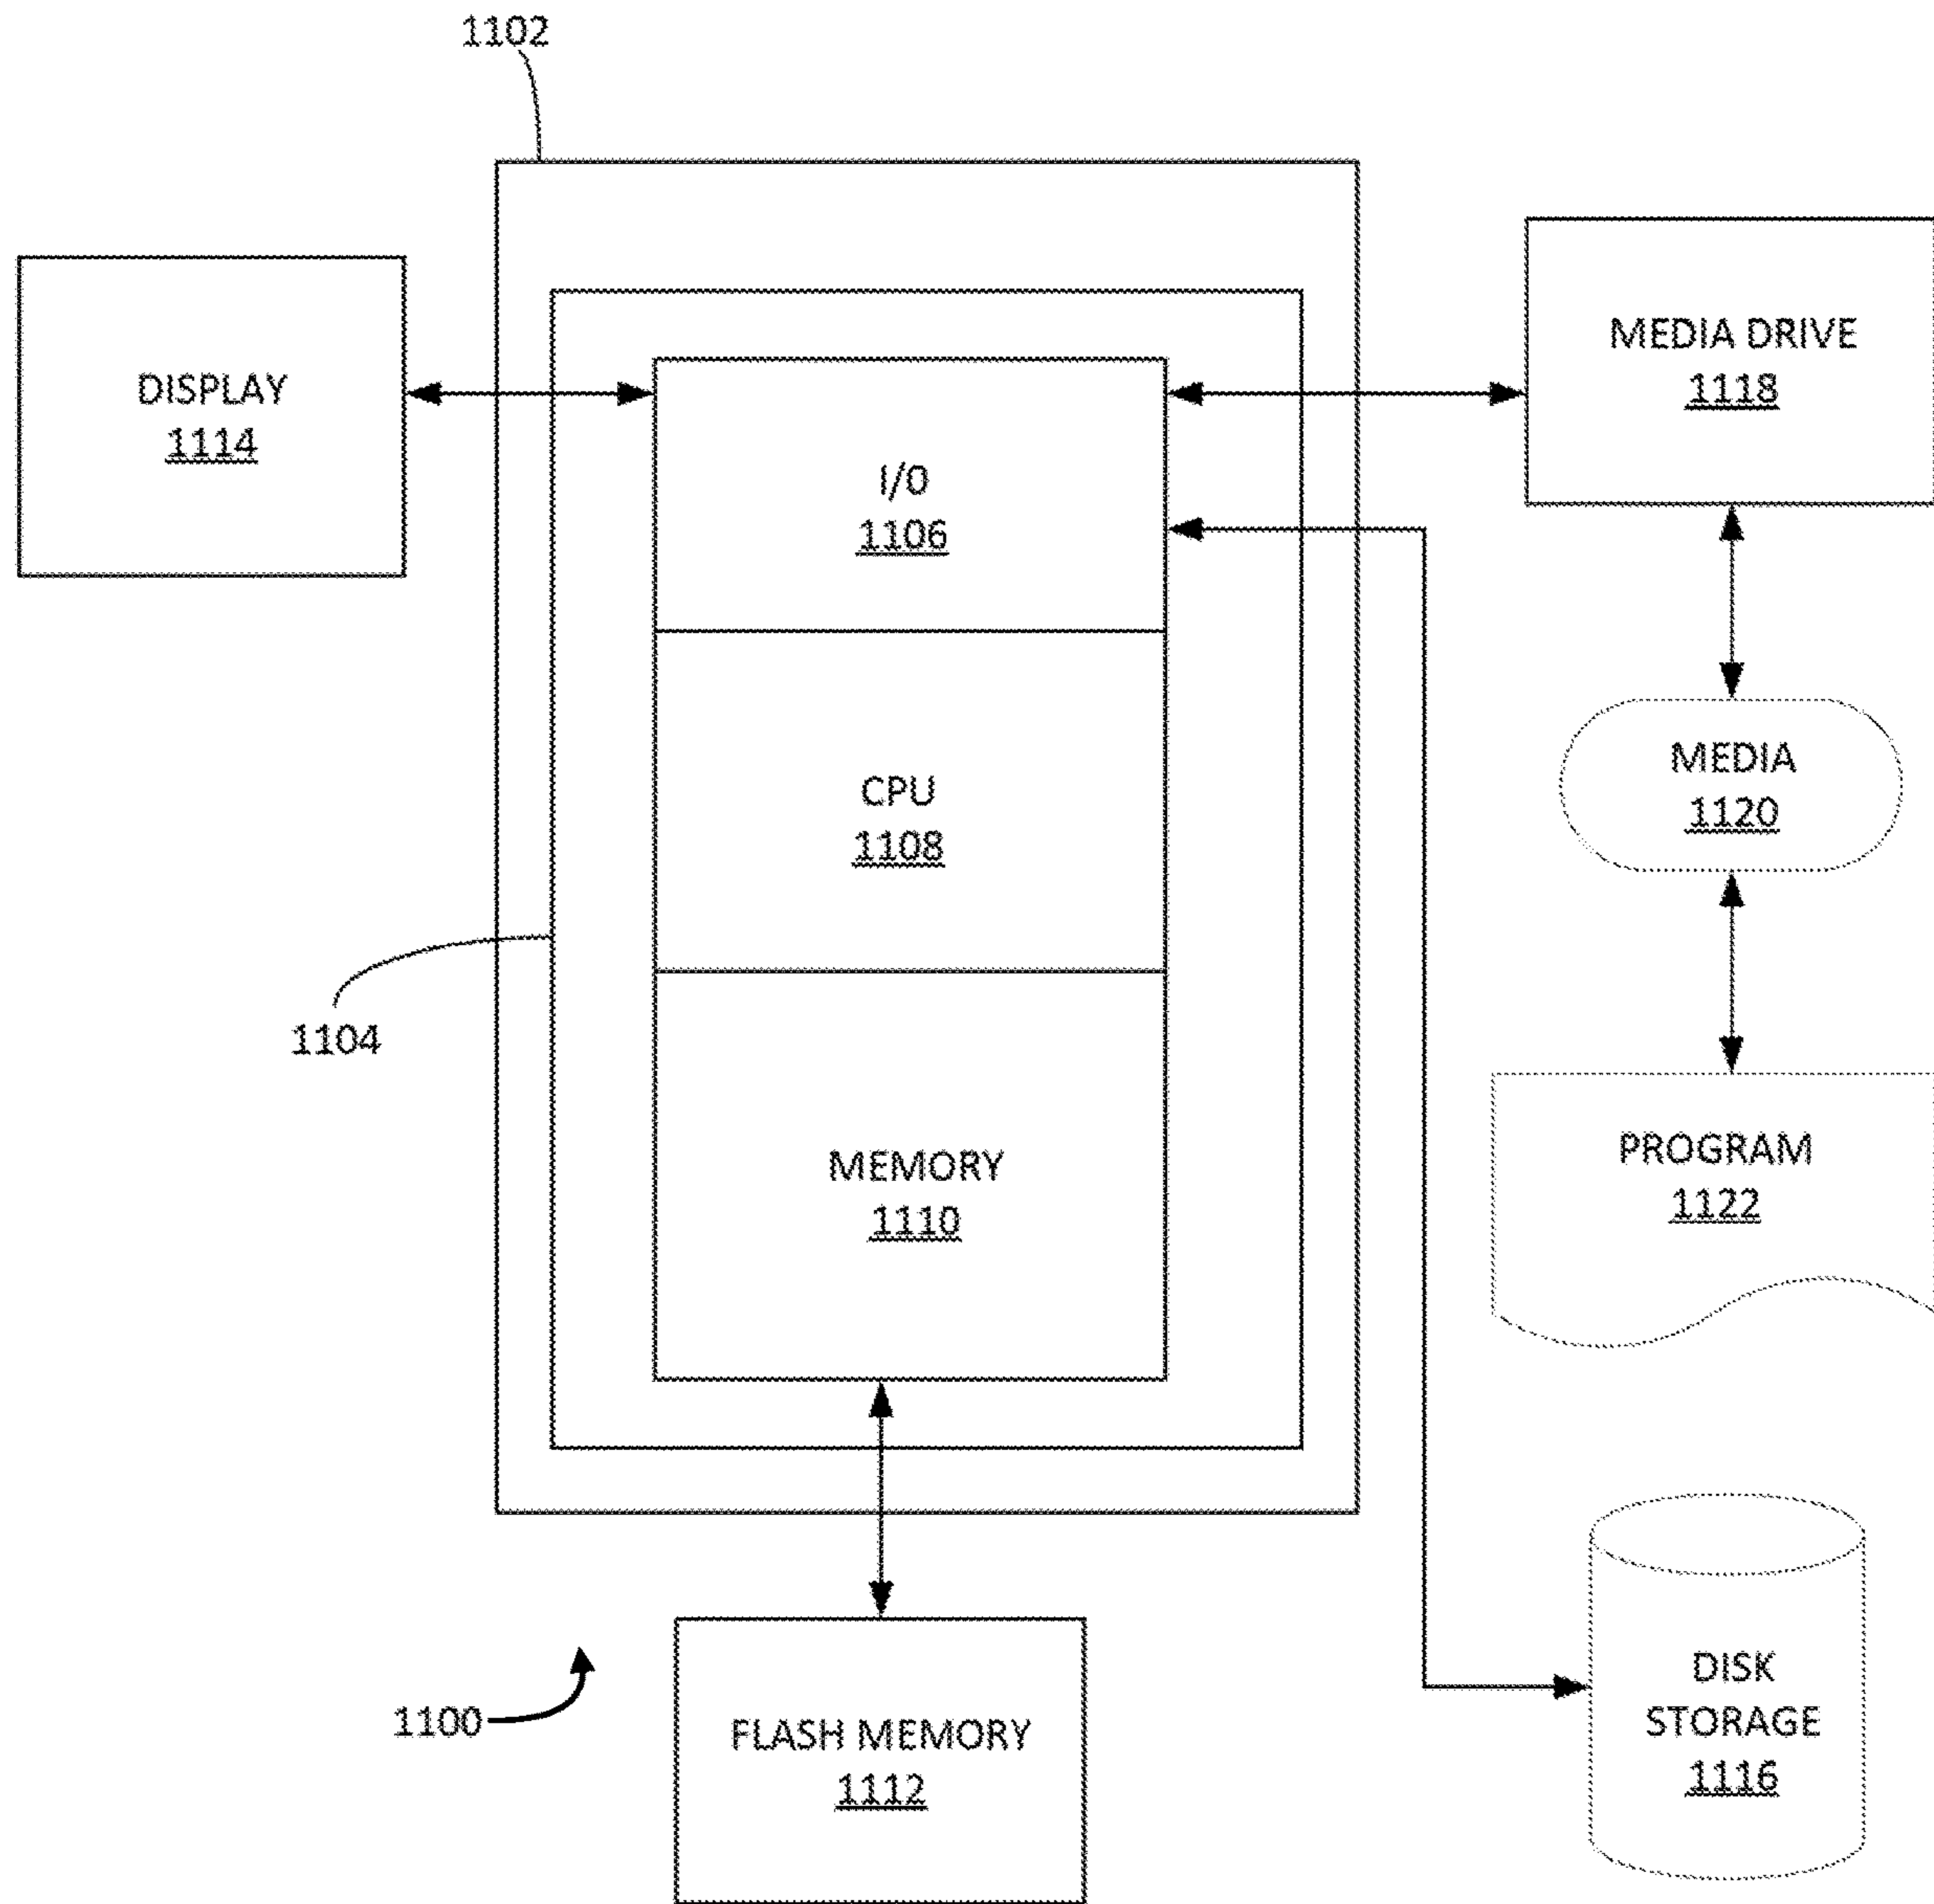 1102
DISPLAY
1114
I/0
1106
MEDIA DRIVE
1118
CPU
1108
MEDIA
1120
1104
MEMORY
1110
PROGRAM
1122
1100
FLASH MEMORY
1112
DISK
STORAGE
1116